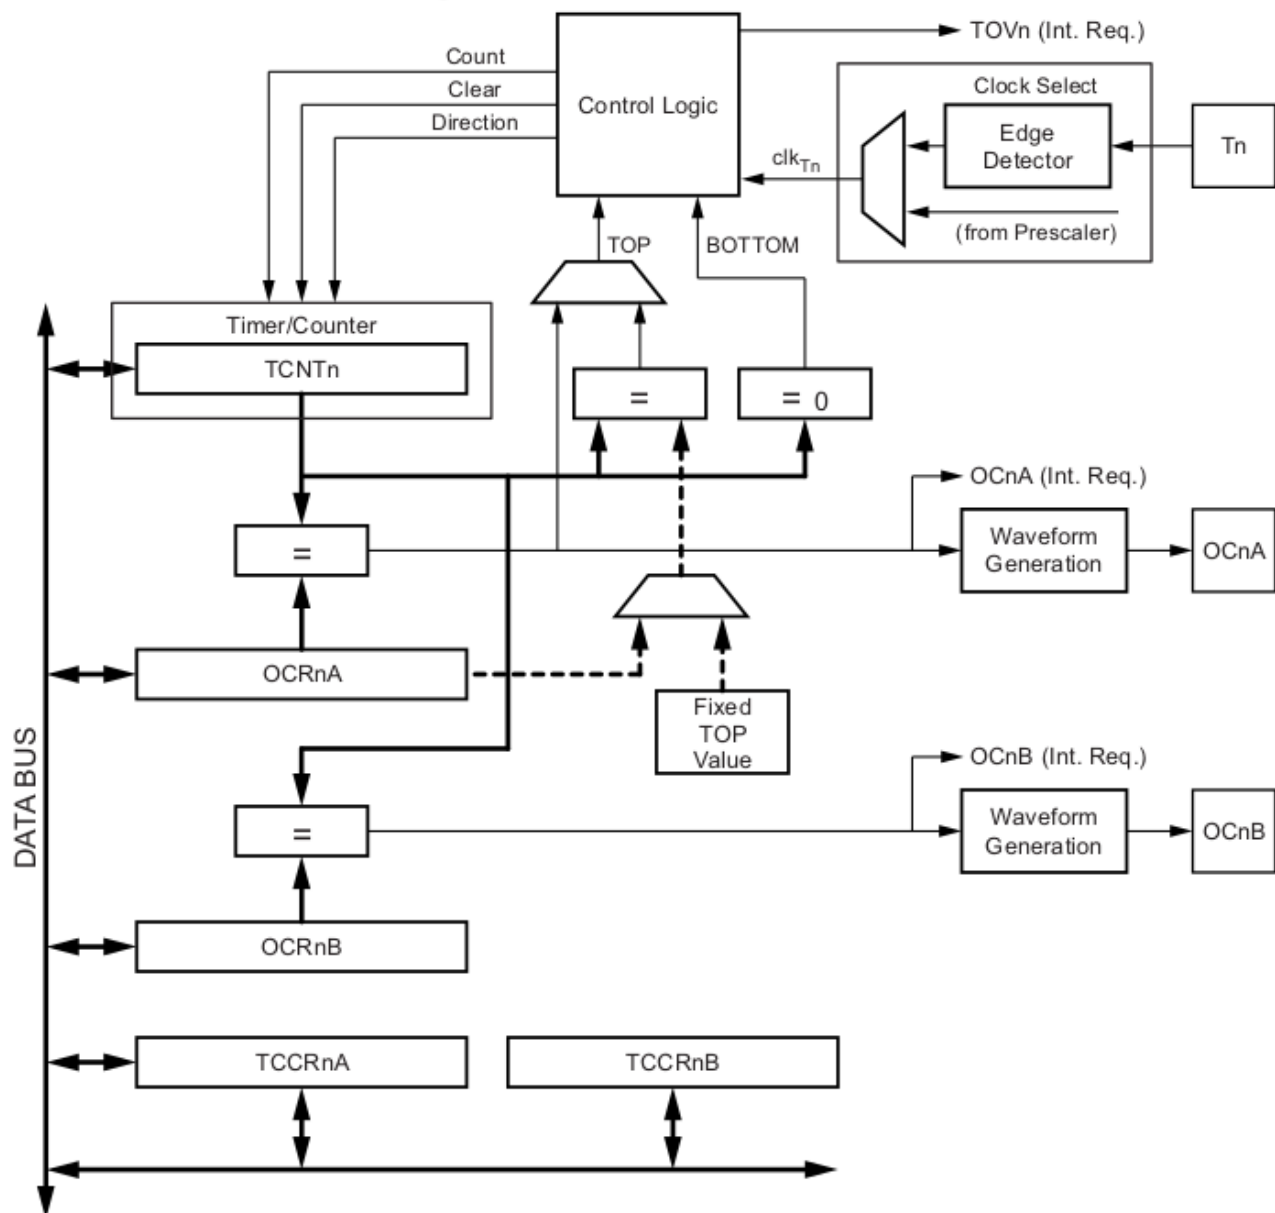 TOVn (Int. Req.)
Count
Clear
Direction
Control Logic
Clock Select
Edge
Detector
Tn
clkTn
(from Prescaler)
TOP
BOTTOM
Timer/Counter
TCNTn
=
= 0
OCnA (Int. Req.)
=
Waveform
Generation
OCnA
OCRnA
Fixed
TOP
Value
DATA BUS
OCnB (Int. Req.)
=
Waveform
Generation
OCnB
OCRnB
TCCRnA
TCCRnB